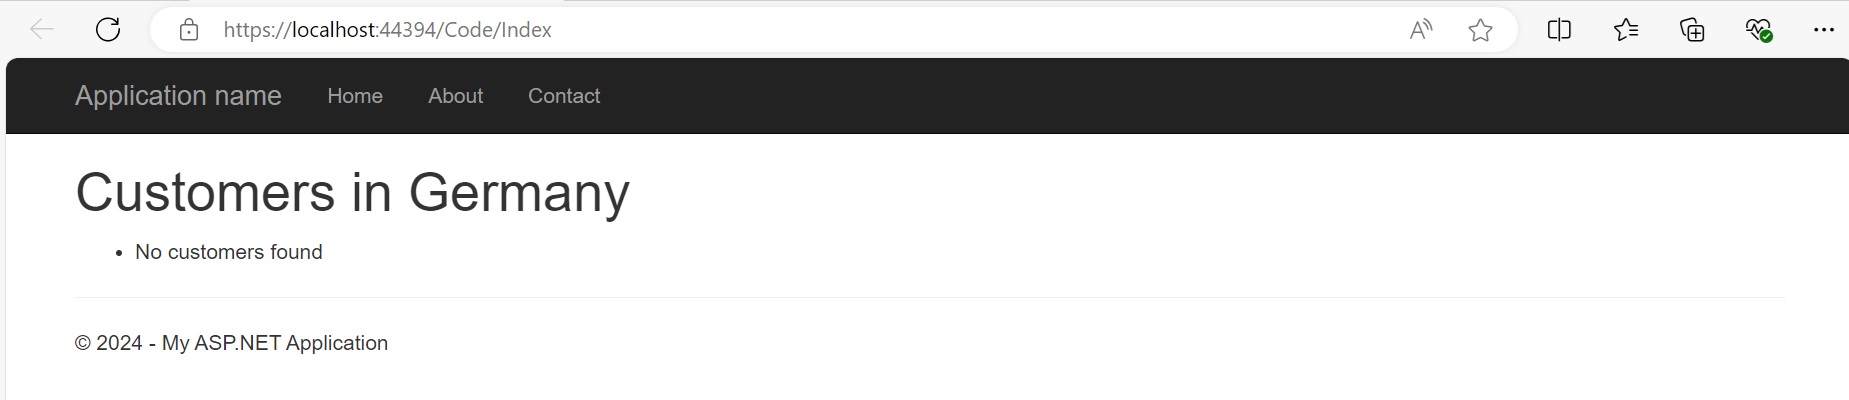 https://localhost:44394/Code/Index
Application name Home About Contact
Customers in Germany
• No customers found
© 2024 - My ASP.NET Application